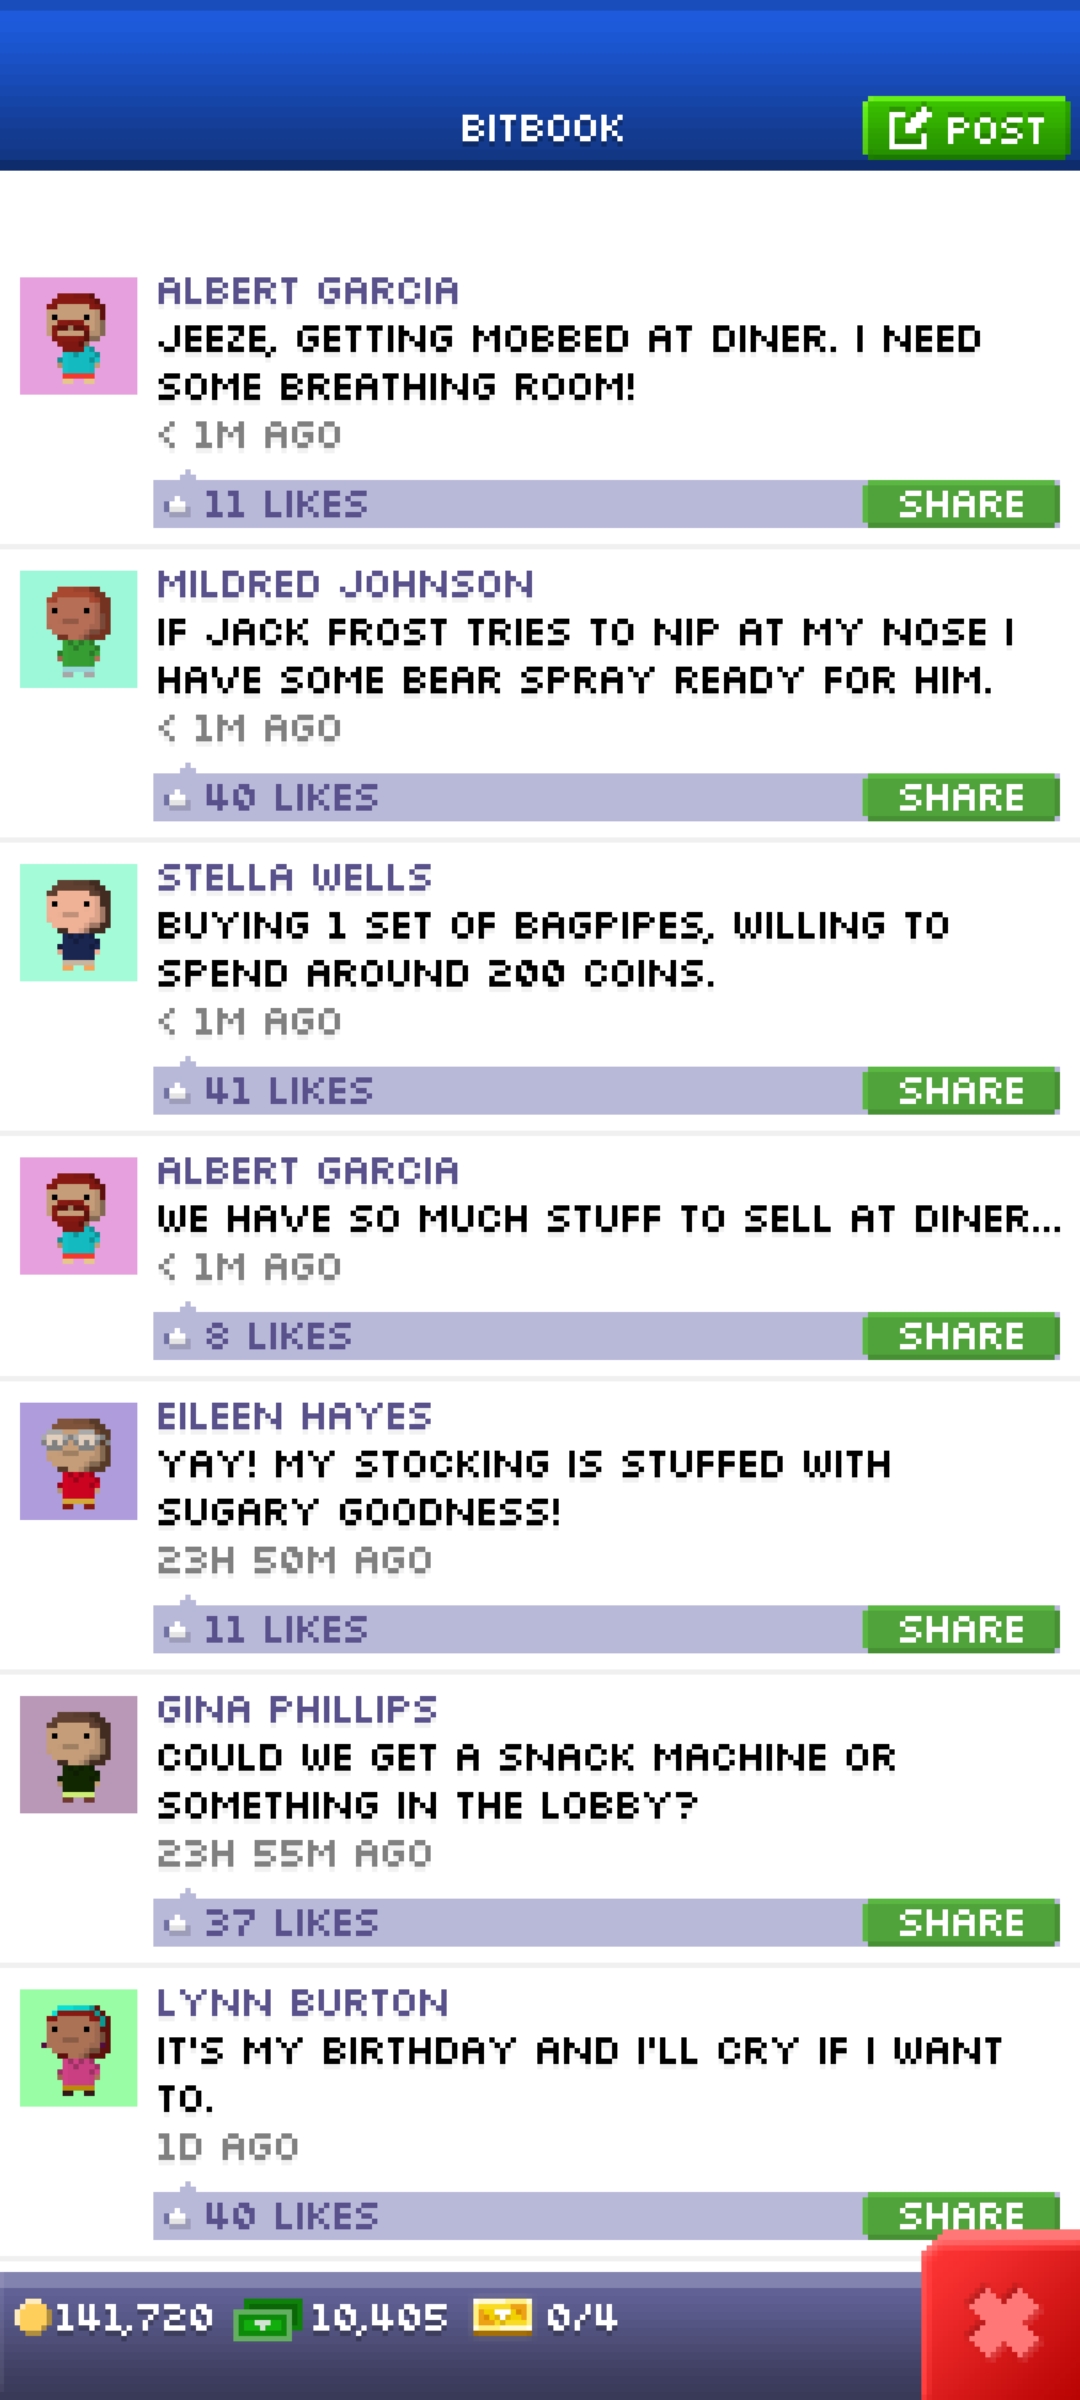 BITBOOK
POST
ALBERT GARCIA
JEEZE, GETTING MOBBED AT DINER. I NEED
SOME BREATHING ROOM!
< 1M AGO
11 LIKES
SHARE
MILDRED JOHNSON
IF JACK FROST TRIES TO NIP AT MY NOSE I
HAVE SOME BEAR SPRAY READY FOR HIM.
< 1M AGO
40 LIKES
SHARE
STELLA WELLS
BUYING 1 SET OF BAGPIPES, WILLING TO
SPEND AROUND 200 COINS.
< 1M AGO
41 LIKES
SHARE
ALBERT GARCIA
WE HAVE SO MUCH STUFF TO SELL AT DINER...
< 1M AGO
8 LIKES
SHARE
EILEEN HAYES
YAY! MY STOCKING IS STUFFED WITH
SUGARY GOODNESS!
23H 50M AGO
11 LIKES
SHARE
GINA PHILLIPS
COULD WE GET A SNACK MACHINE OR
SOMETHING IN THE LOBBY?
23H 55M AGO
37 LIKES
SHARE
LYNN BURTON
IT'S MY BIRTHDAY AND I'LL CRY IF I WANT
TO.
1D AGO
40 LIKES
SHARE
141,720 10,405 0/4